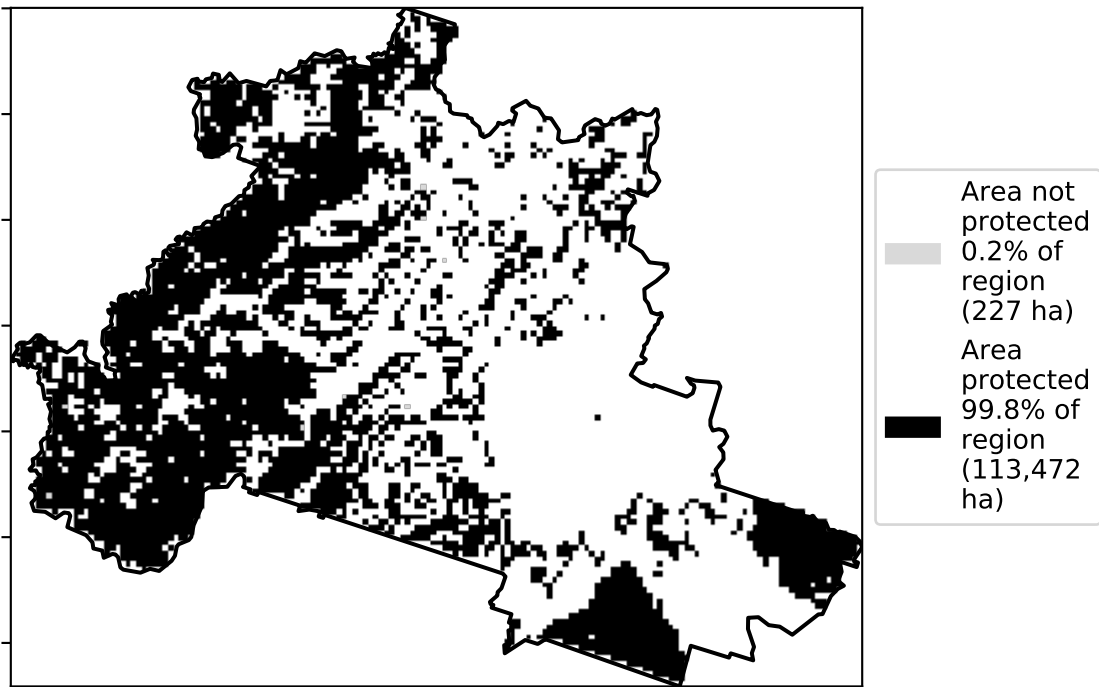 Area not
protected
0.2% of
region
(227 ha)
Area
protected
99.8% of
region
(113,472
ha)